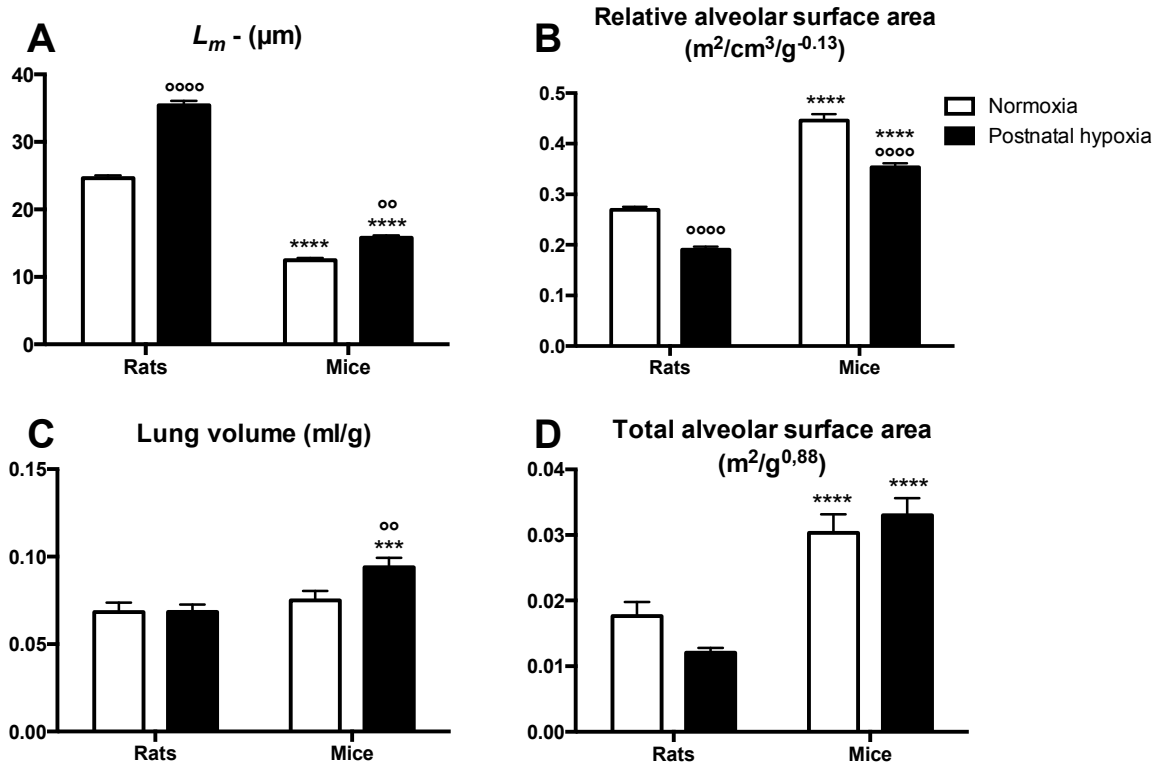 A
Lm - (µm)
40
30
20
10
0
oooo
****
oo
****
Rats
Mice
B
Relative alveolar surface area
(m²/cm³/g⁻⁰·¹³)
0.5
0.4
0.3
0.2
0.1
0.0
oooo
****
****
oooo
Rats
Mice
Normoxia
Postnatal hypoxia
C
Lung volume (ml/g)
0.15
0.10
0.05
0.00
oo
***
Rats
Mice
D
Total alveolar surface area
(m²/g0,88)
0.04
0.03
0.02
0.01
0.00
****
****
Rats
Mice